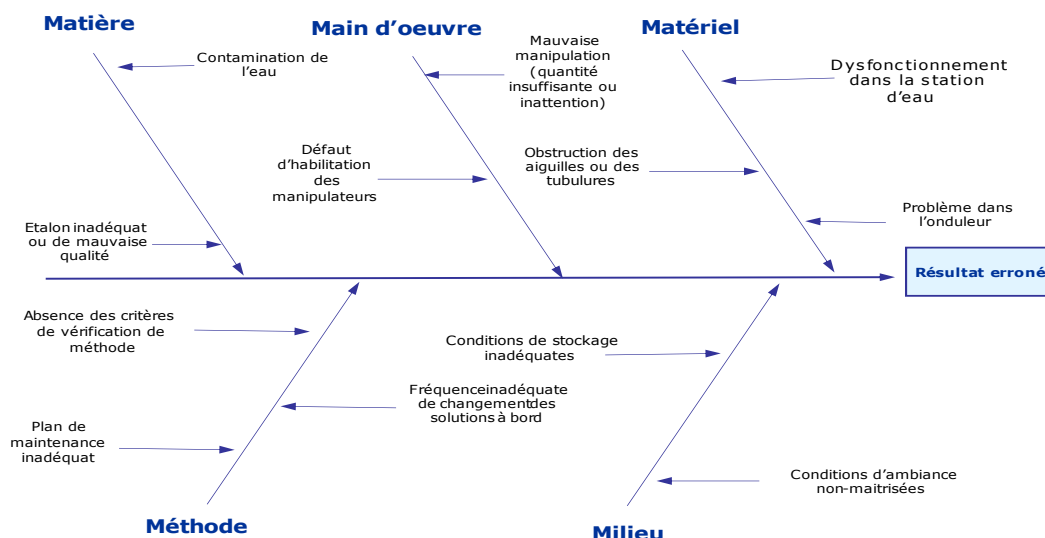 Matière
Main d'oeuvre
Matériel
Contamination de
l'eau
Mauvaise
manipulation
(quantité
insuffisante ou
inattention)
Dysfonctionnement
dans la station
d'eau
Défaut
d'habilitation
des
manipulateurs
Obstruction des
aiguilles ou des
tubulures
Etalon inadéquat
ou de mauvaise
qualité
Problème dans
l'onduleur
Résultat erroné
Absence des critères
de vérification de
méthode
Conditions de stockage
inadéquates
Fréquenceinadéquate
de changementdes
solutions à bord
Plan de
maintenance
inadéquat
Conditions d'ambiance
non-maitrisées
Méthode
Milieu